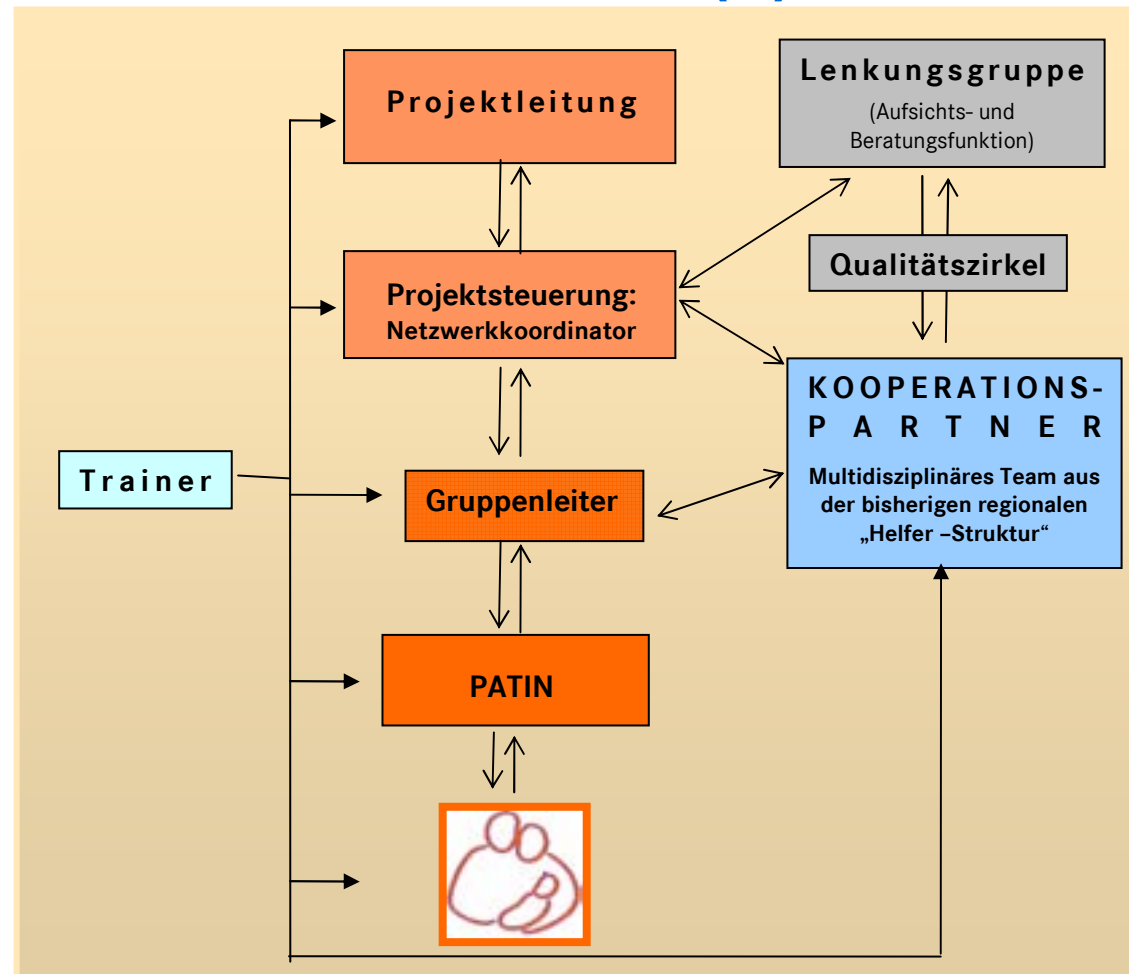 Projektleitung
Lenkungsgruppe
(Aufsichts- und
Beratungsfunktion)
Qualitätszirkel
Projektsteuerung:
Netzwerkkoordinator
KOOPERATIONS-
PARTNER
Multidisziplinäres Team aus
der bisherigen regionalen
„Helfer –Struktur“
Trainer
Gruppenleiter
PATIN